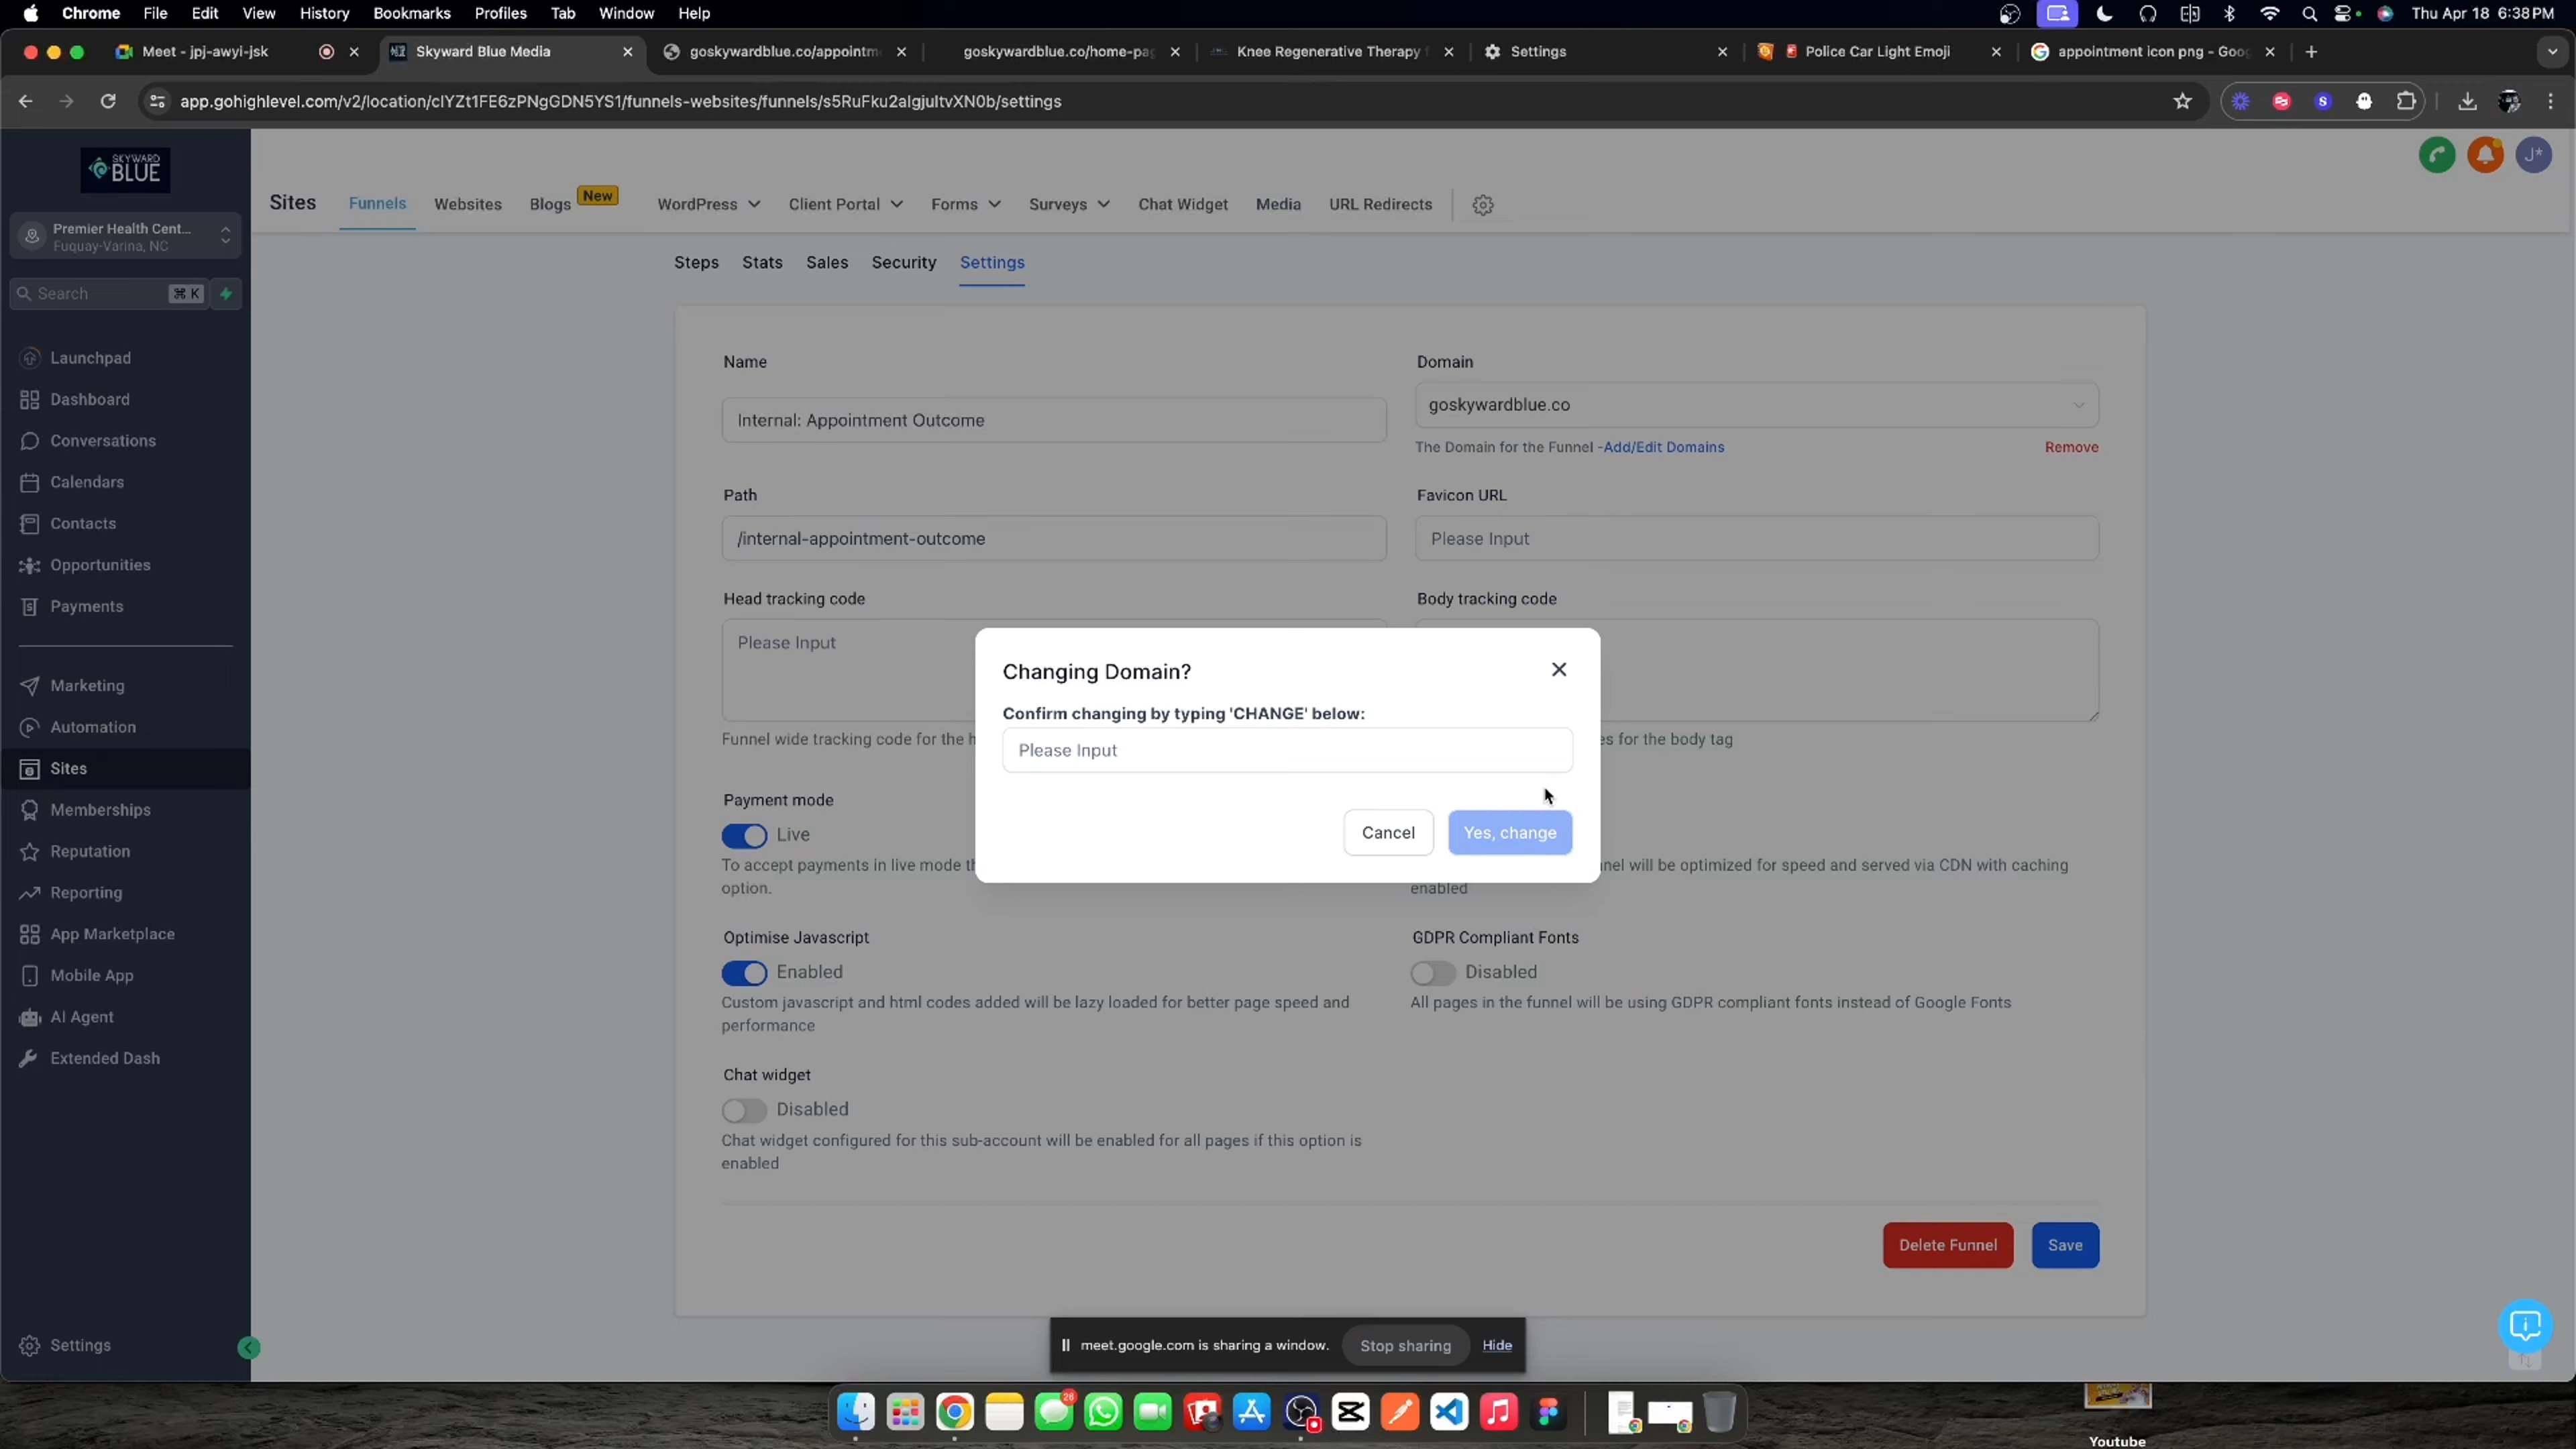 Chrome File Edit View History Bookmarks Profiles Tab Window Help Thu Apr 18 6:38PM
Meet - jpj-awyi-jsk Skyward Blue Media goskywardblue.co/appointm goskywardblue.co/home-pag Knee Regenerative Therapy Settings Police Car Light Emoji appointment icon png - Goog
app.gohighlevel.com/v2/location/cIYZt1FE6zPNgGDN5YS1/funnels-websites/funnels/s5RuFku2algjultvXN0b/settings
SKYWARD
BLUE
J*
Sites Funnels Websites Blogs New WordPress Client Portal Forms Surveys Chat Widget Media URL Redirects
Premier Health Cent...
Fuquay-Varina, NC
Search ⌘ K
Steps Stats Sales Security Settings
Launchpad
Dashboard
Conversations
Calendars
Contacts
Opportunities
Payments
Marketing
Automation
Sites
Memberships
Reputation
Reporting
App Marketplace
Mobile App
AI Agent
Extended Dash
Settings
Name Domain
Internal: Appointment Outcome goskywardblue.co
The Domain for the Funnel -Add/Edit Domains Remove
Path Favicon URL
/internal-appointment-outcome Please Input
Head tracking code Body tracking code
Please Input
Funnel wide tracking code for the h es for the body tag
Changing Domain?
Confirm changing by typing 'CHANGE' below:
Please Input
Cancel Yes, change
Payment mode
Live
To accept payments in live mode th nel will be optimized for speed and served via CDN with caching
option. enabled
Optimise Javascript GDPR Compliant Fonts
Enabled Disabled
Custom javascript and html codes added will be lazy loaded for better page speed and All pages in the funnel will be using GDPR compliant fonts instead of Google Fonts
performance
Chat widget
Disabled
Chat widget configured for this sub-account will be enabled for all pages if this option is
enabled
Delete Funnel Save
meet.google.com is sharing a window. Stop sharing Hide
28
Youtube